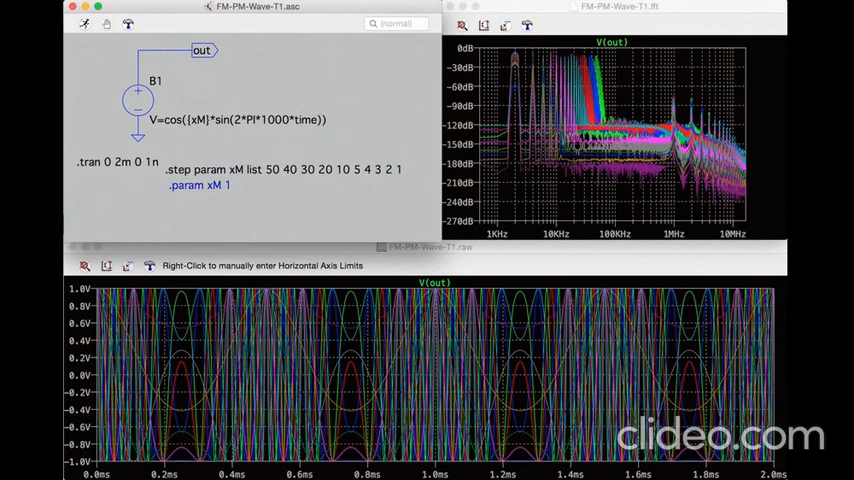 FM-PM-Wave-T1.asc
(normal)
out
B1
V=cos({xM}*sin(2*PI*1000*time))
.tran 0 2m 0 1n
.step param xM list 50 40 30 20 10 5 4 3 2 1
.param xM 1
FM-PM-Wave-T1.fft
V(out)
0dB
-30dB
-60dB
-90dB
-120dB
-150dB
-180dB
-210dB
-240dB
-270dB
1KHz 10KHz 100KHz 1MHz 10MHz
FM-PM-Wave-T1.raw
Right-Click to manually enter Horizontal Axis Limits
V(out)
1.0V
0.8V
0.6V
0.4V
0.2V
0.0V
-0.2V
-0.4V
-0.6V
-0.8V
-1.0V
0.0ms 0.2ms 0.4ms 0.6ms 0.8ms 1.0ms 1.2ms 1.4ms 1.6ms 1.8ms 2.0ms
clideo.com